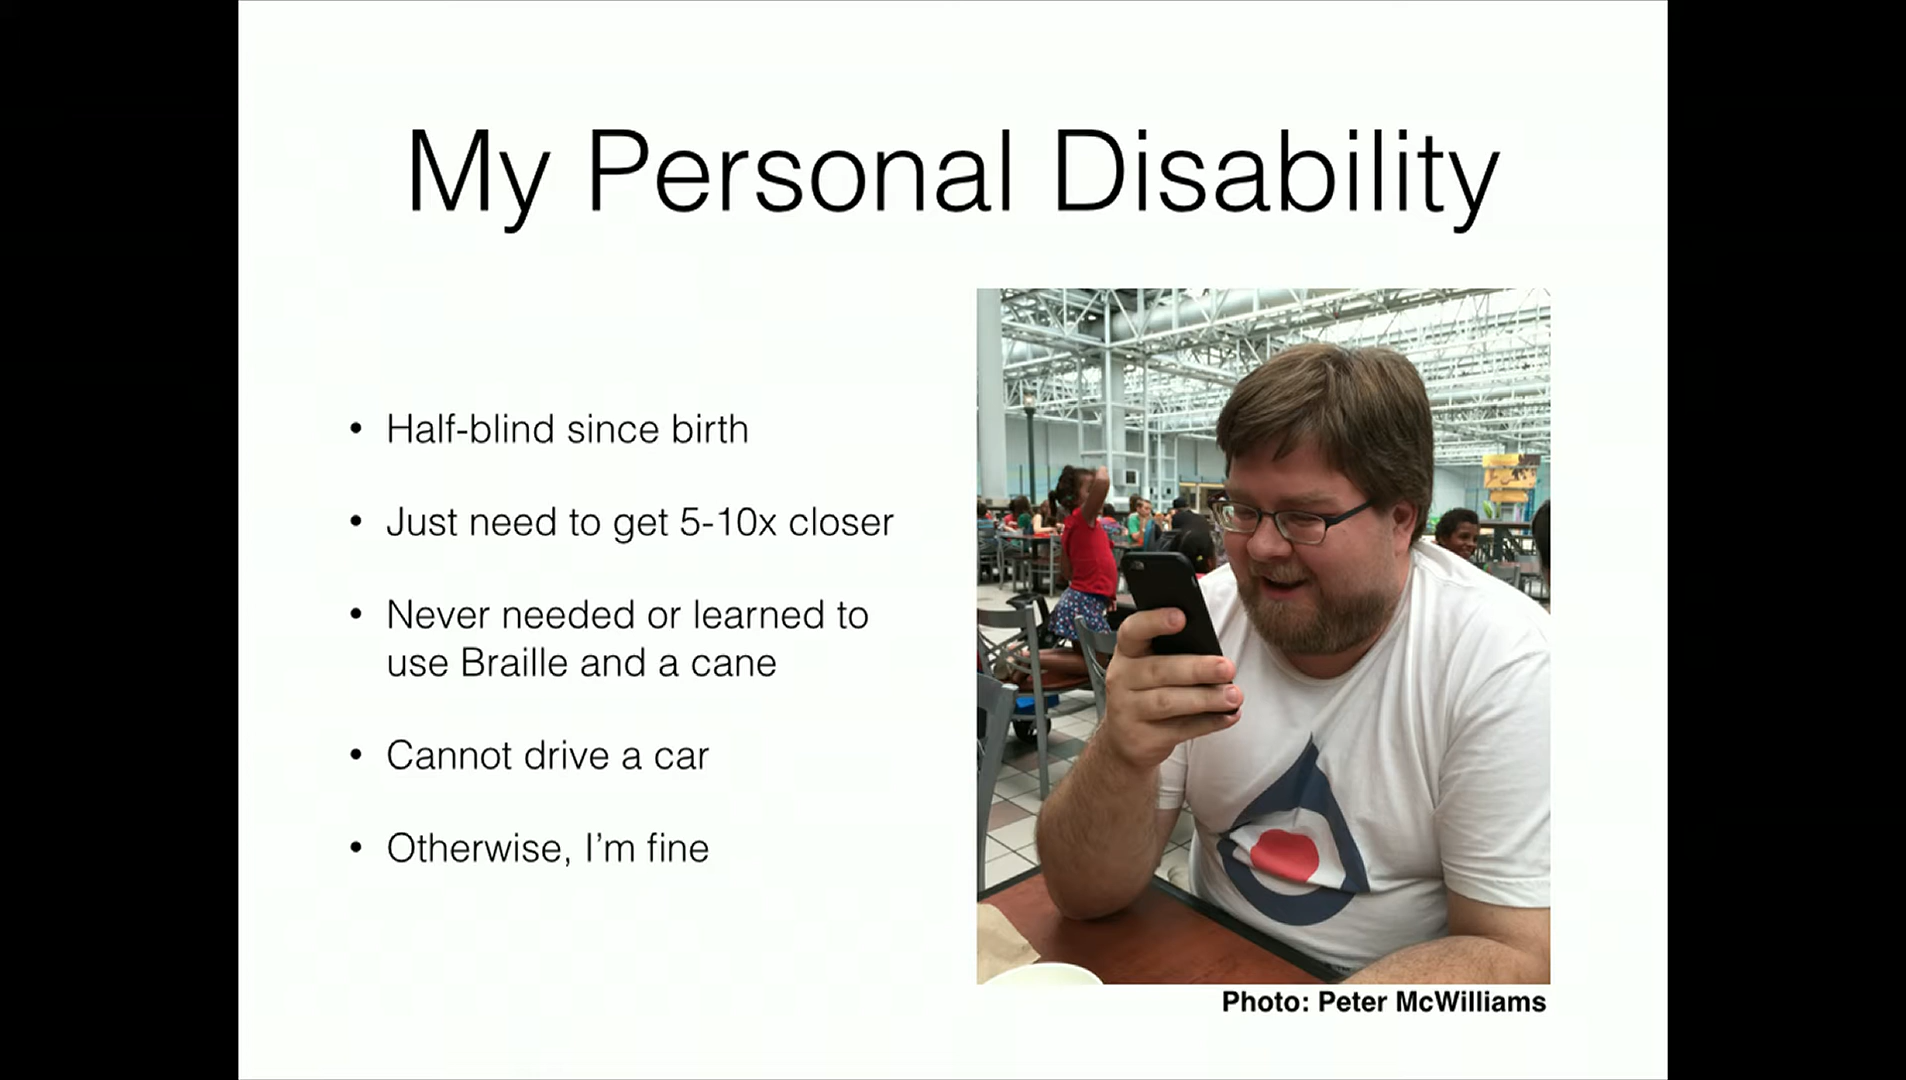 My Personal Disability
• Half-blind since birth
• Just need to get 5-10x closer
• Never needed or learned to
use Braille and a cane
• Cannot drive a car
• Otherwise, I'm fine
Photo: Peter McWilliams